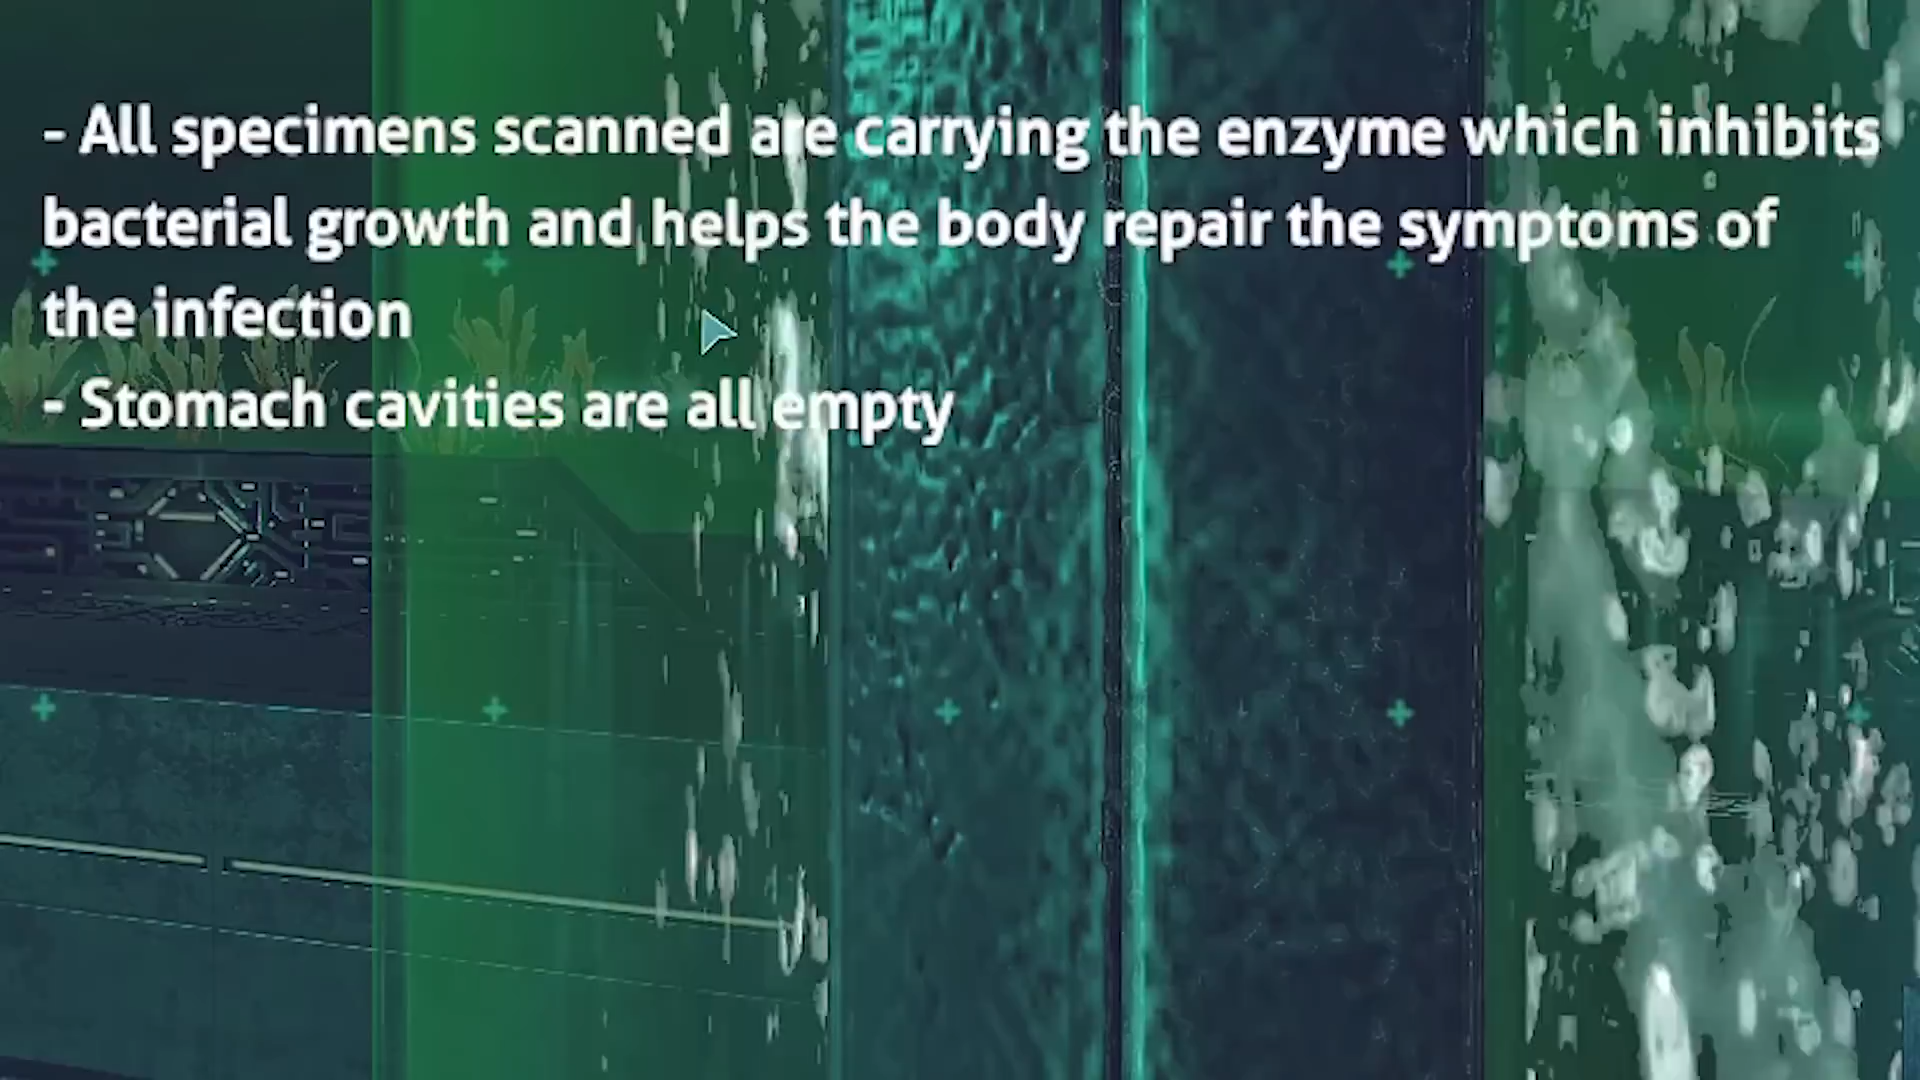 - All specimens scanned are carrying the enzyme which inhibits
bacterial growth and helps the body repair the symptoms of
the infection
- Stomach cavities are all empty